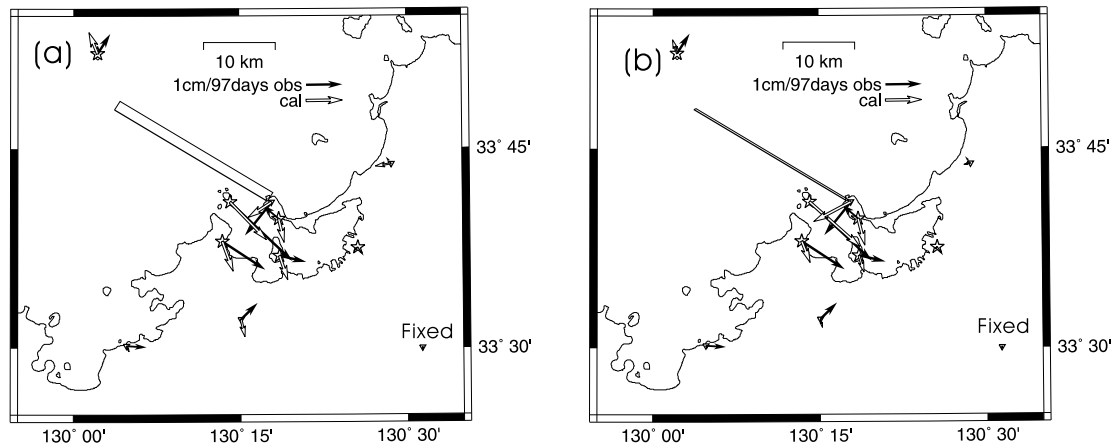 (a)
10 km
1cm/97days obs
cal
Fixed
33° 45'
33° 30'
130° 00'
130° 15'
130° 30'
(b)
10 km
1cm/97days obs
cal
Fixed
33° 45'
33° 30'
130° 00'
130° 15'
130° 30'